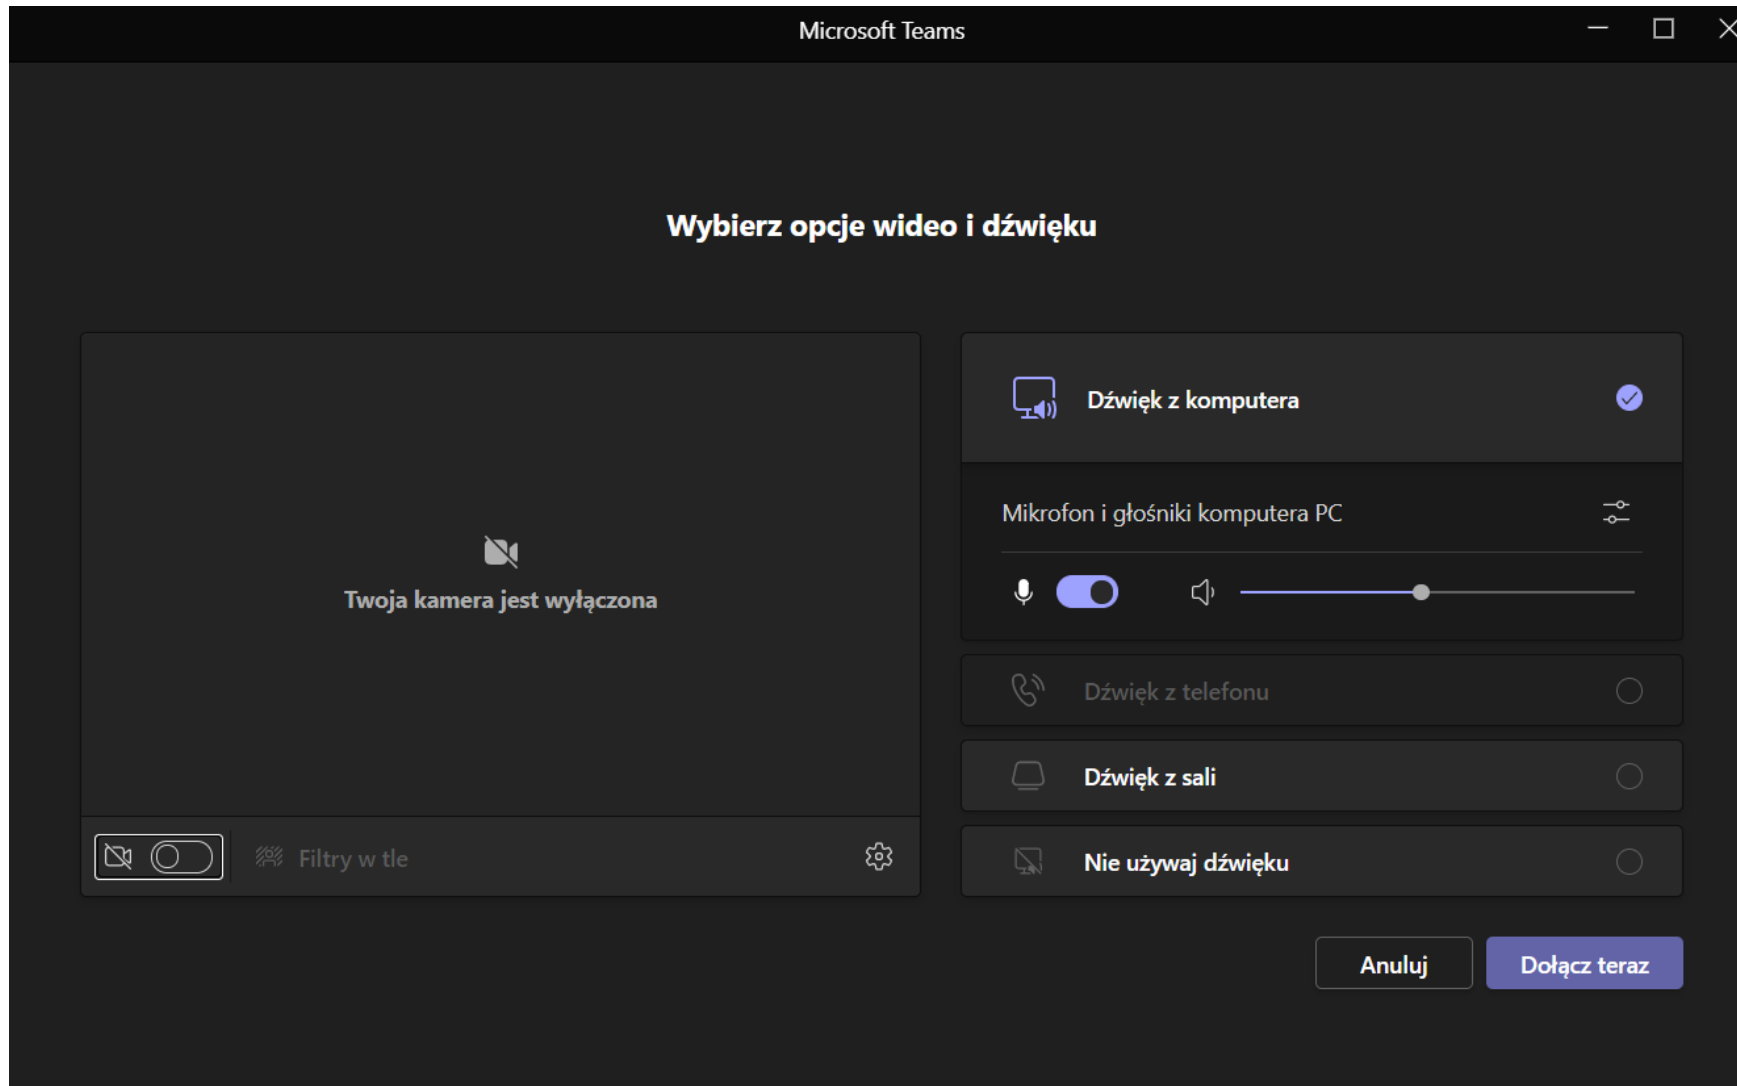 Microsoft Teams
Wybierz opcje wideo i dźwięku
Twoja kamera jest wyłączona
Filtry w tle
Dźwięk z komputera
Mikrofon i głośniki komputera PC
Dźwięk z telefonu
Dźwięk z sali
Nie używaj dźwięku
Anuluj
Dołącz teraz